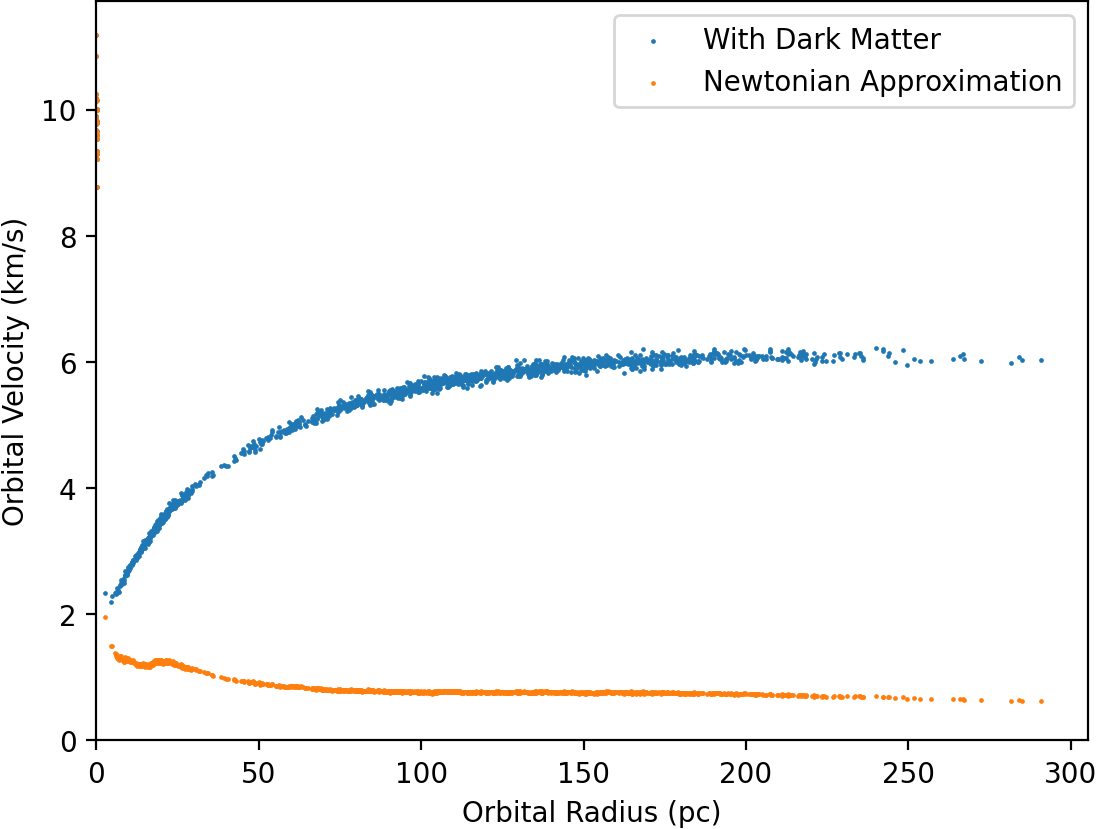 With Dark Matter
Newtonian Approximation
10
8
6
4
2
0
Orbital Velocity (km/s)
0 50 100 150 200 250 300
Orbital Radius (pc)